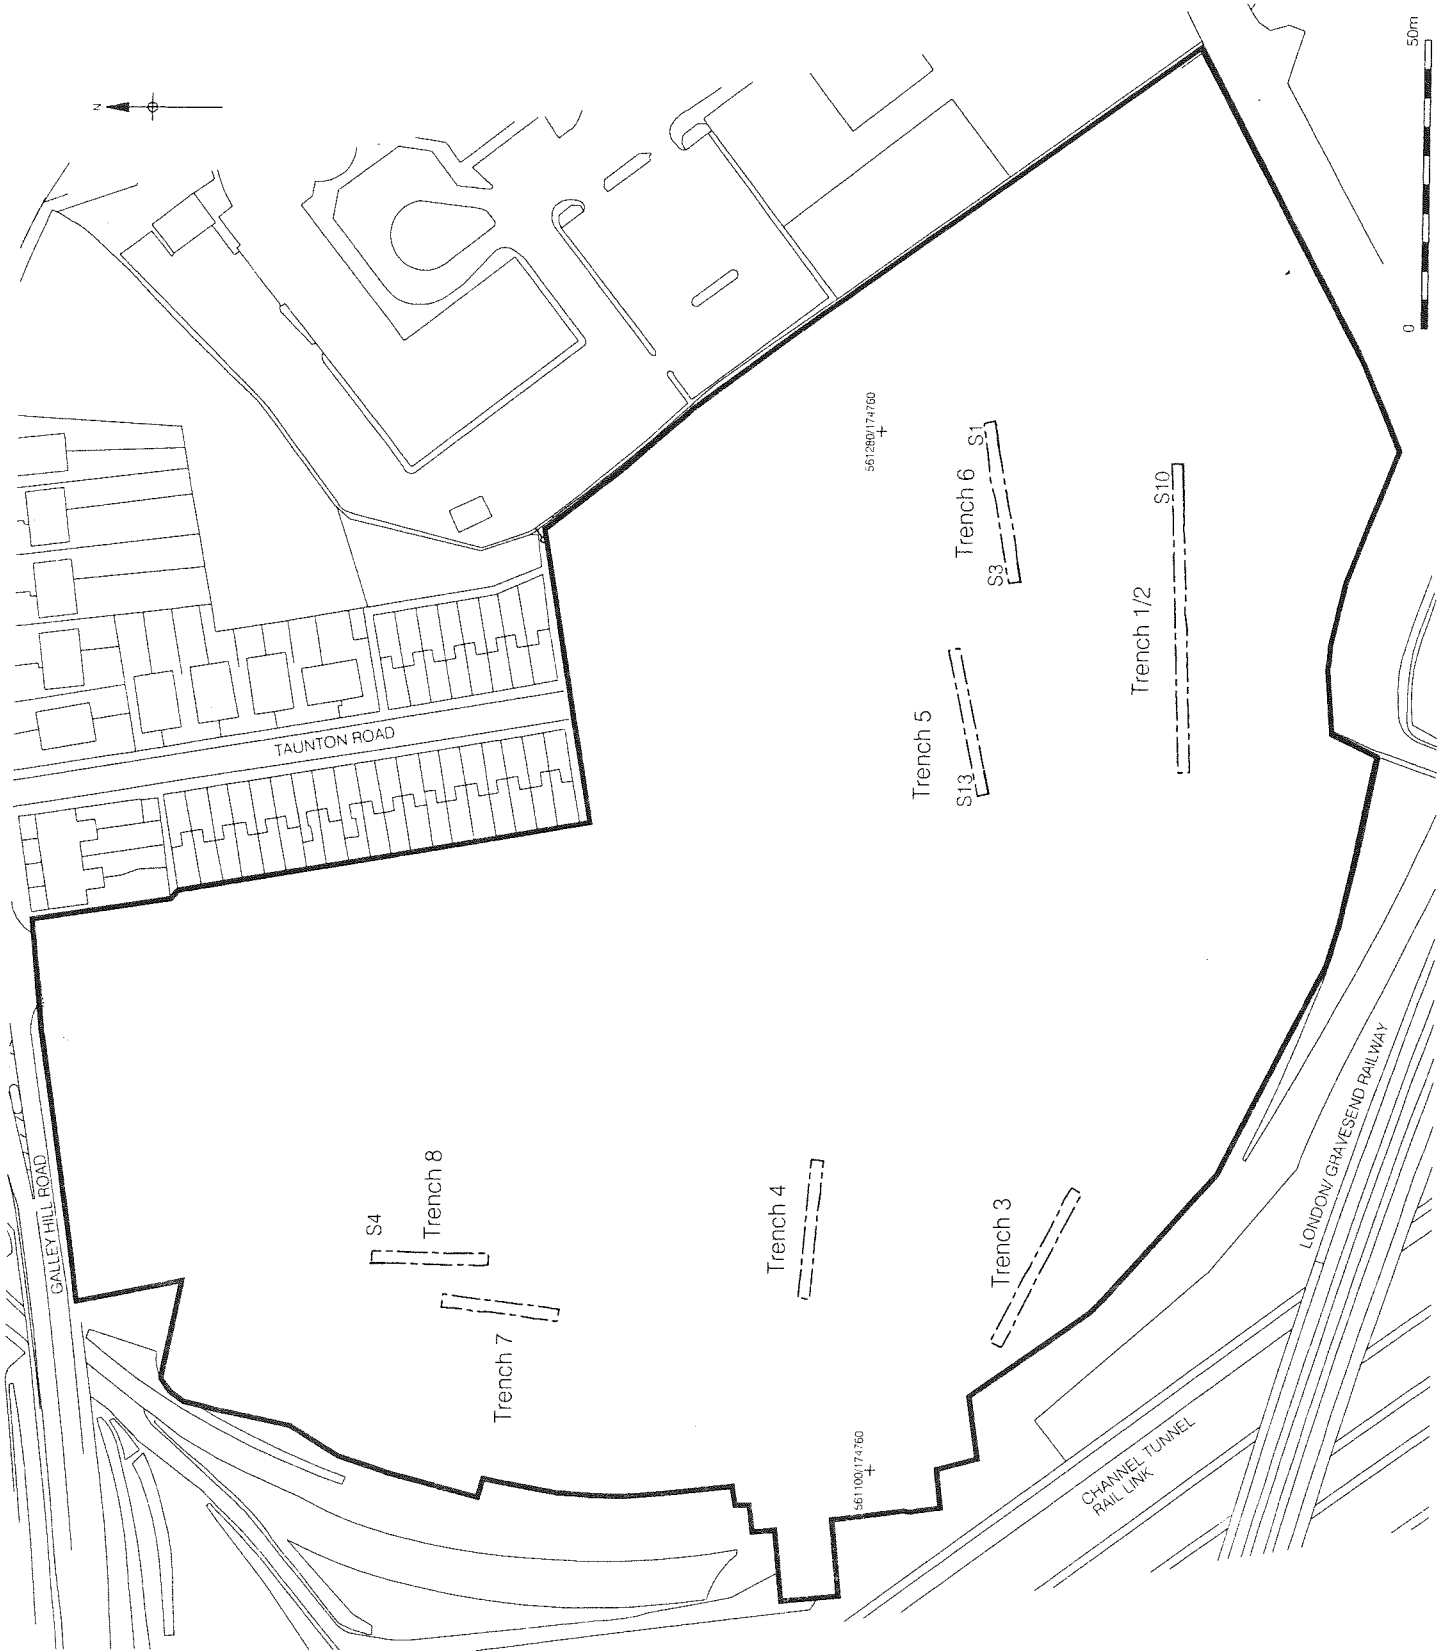 N
50m
0
561280/174760
S1
Trench 6
S3
S10
Trench 1/2
Trench 5
S13
TAUNTON ROAD
GALLEY HILL ROAD
S4
Trench 8
Trench 7
Trench 4
Trench 3
561100/174760
LONDON/ GRAVESEND RAILWAY
CHANNEL TUNNEL
RAIL LINK